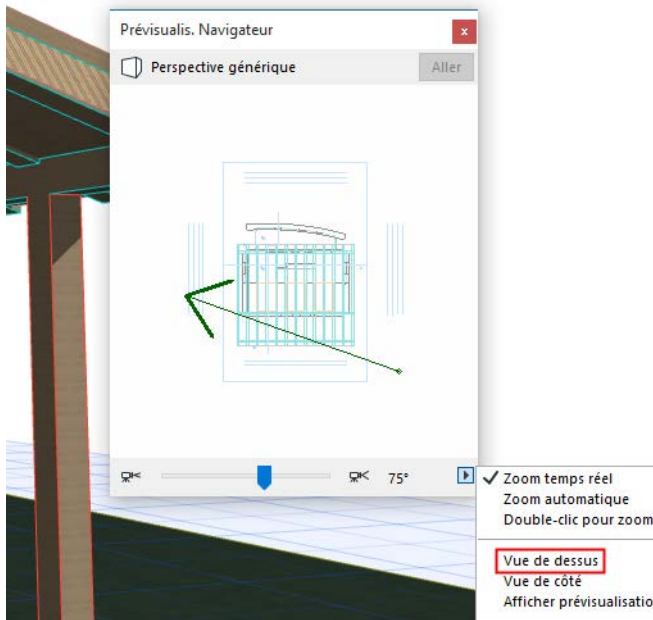 Prévisualis. Navigateur
x
Perspective générique
Aller
75°
Zoom temps réel
Zoom automatique
Double-clic pour zoom
Vue de dessus
Vue de côté
Afficher prévisualisatio